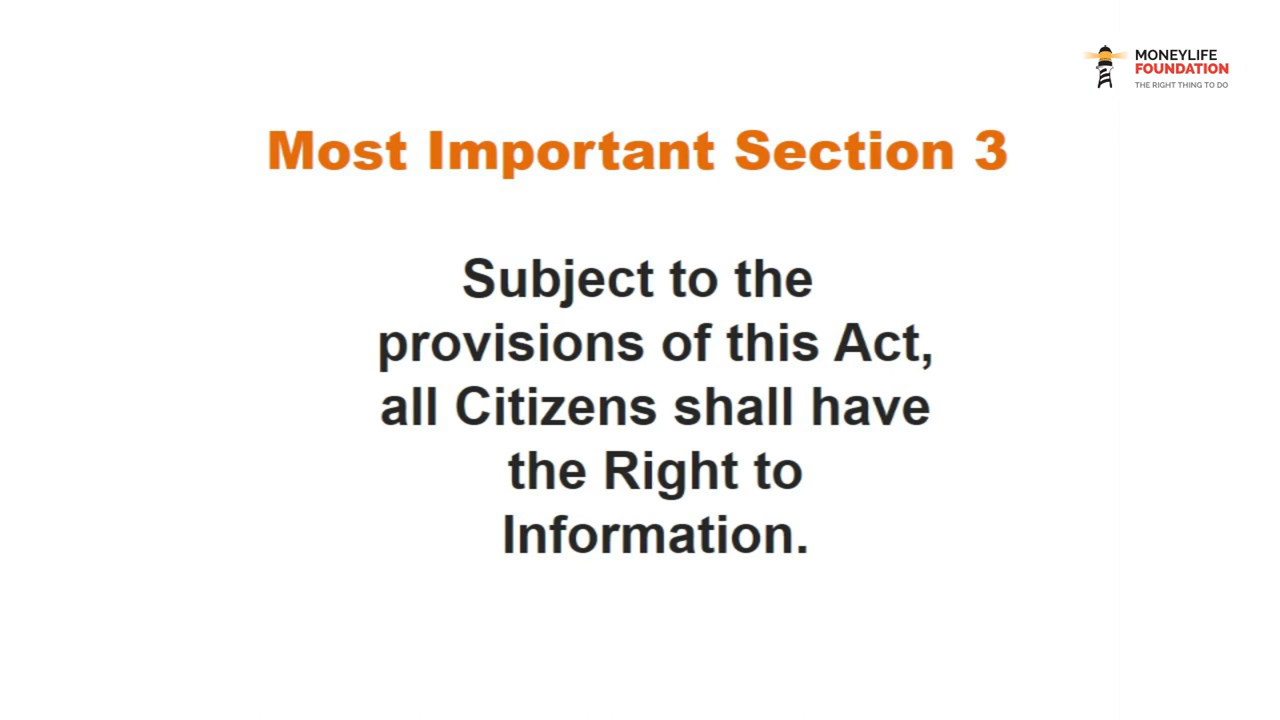 MONEYLIFE
FOUNDATION
THE RIGHT THING TO DO
Most Important Section 3
Subject to the
provisions of this Act,
all Citizens shall have
the Right to
Information.